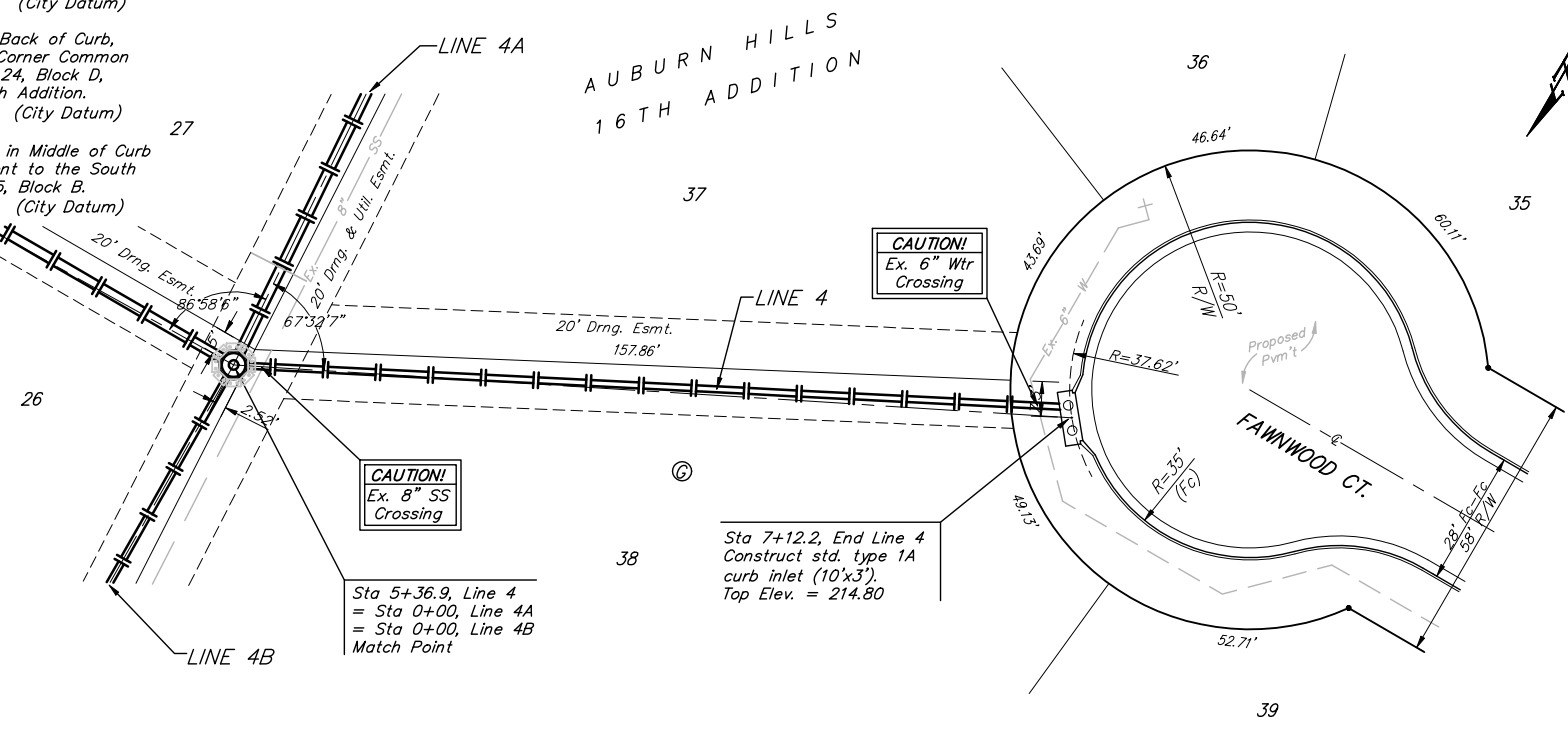 (City Datum)
Back of Curb,
Corner Common
24, Block D,
h Addition.
(City Datum)
in Middle of Curb
nt to the South
5, Block B.
(City Datum)
27
LINE 4A
AUBURN HILLS
16TH ADDITION
36
46.64'
35
60.11'
37
43.69'
Ex. 8" SS
20' Drng. & Util. Esmt.
20' Drng. Esmt.
86°58'6"
67°32'7"
CAUTION!
Ex. 6" Wtr
Crossing
LINE 4
20' Drng. Esmt.
157.86'
Ex. 6" W
R=50'
R/W
R=37.62'
Proposed
Pvm't
26
2.52'
FAWNWOOD CT.
℄
R=35'
(Fc)
28' Fc-Fc
58' R/W
CAUTION!
Ex. 8" SS
Crossing
G
49.13'
38
Sta 7+12.2, End Line 4
Construct std. type 1A
curb inlet (10'x3').
Top Elev. = 214.80
Sta 5+36.9, Line 4
= Sta 0+00, Line 4A
= Sta 0+00, Line 4B
Match Point
LINE 4B
52.71'
39